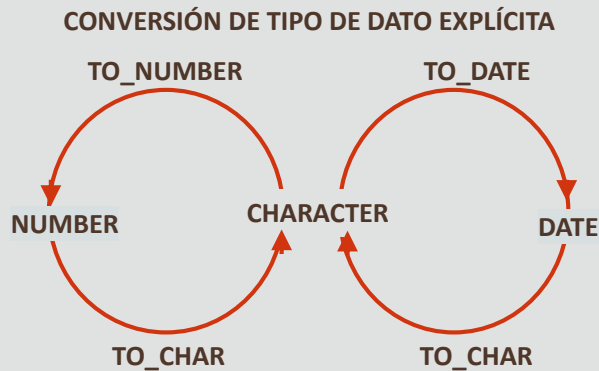 CONVERSIÓN DE TIPO DE DATO EXPLÍCITA
TO_NUMBER
TO_DATE
NUMBER
CHARACTER
DATE
TO_CHAR
TO_CHAR